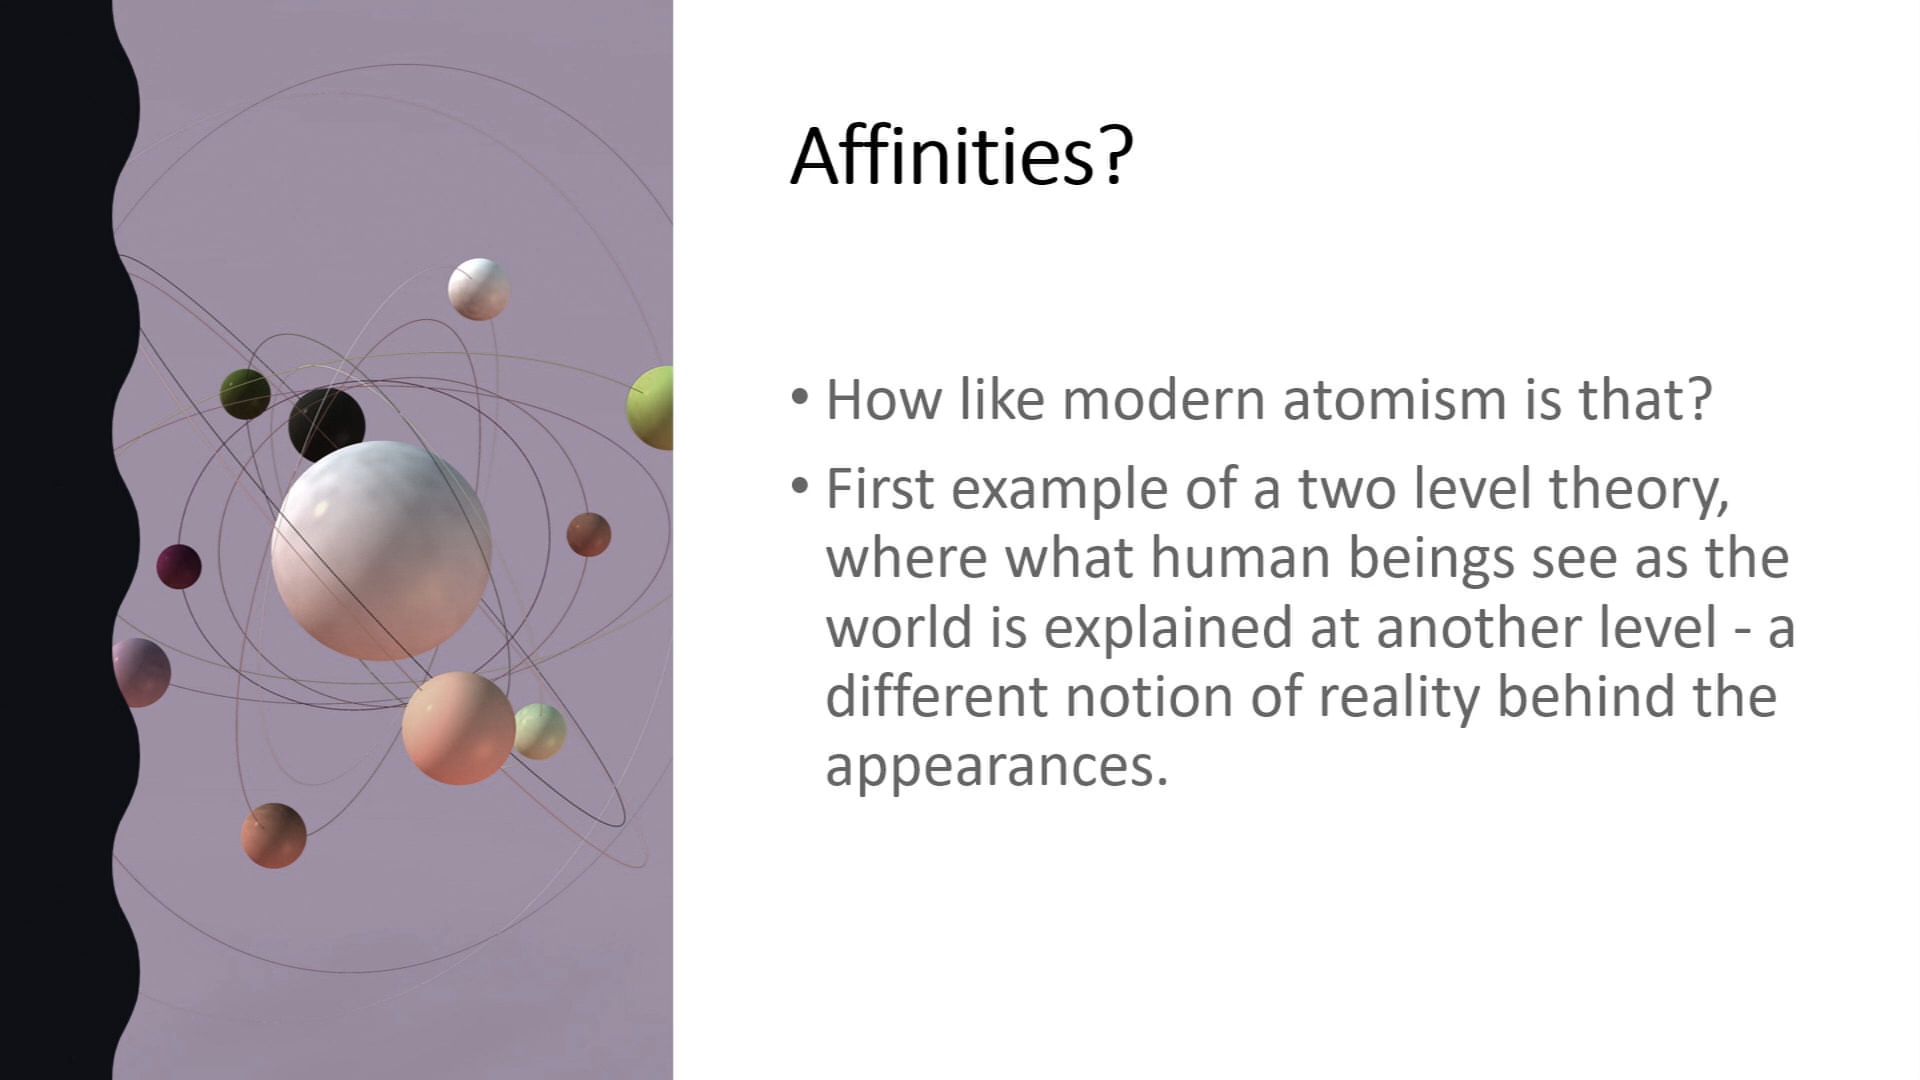 Affinities?
• How like modern atomism is that?
• First example of a two level theory,
where what human beings see as the
world is explained at another level - a
different notion of reality behind the
appearances.